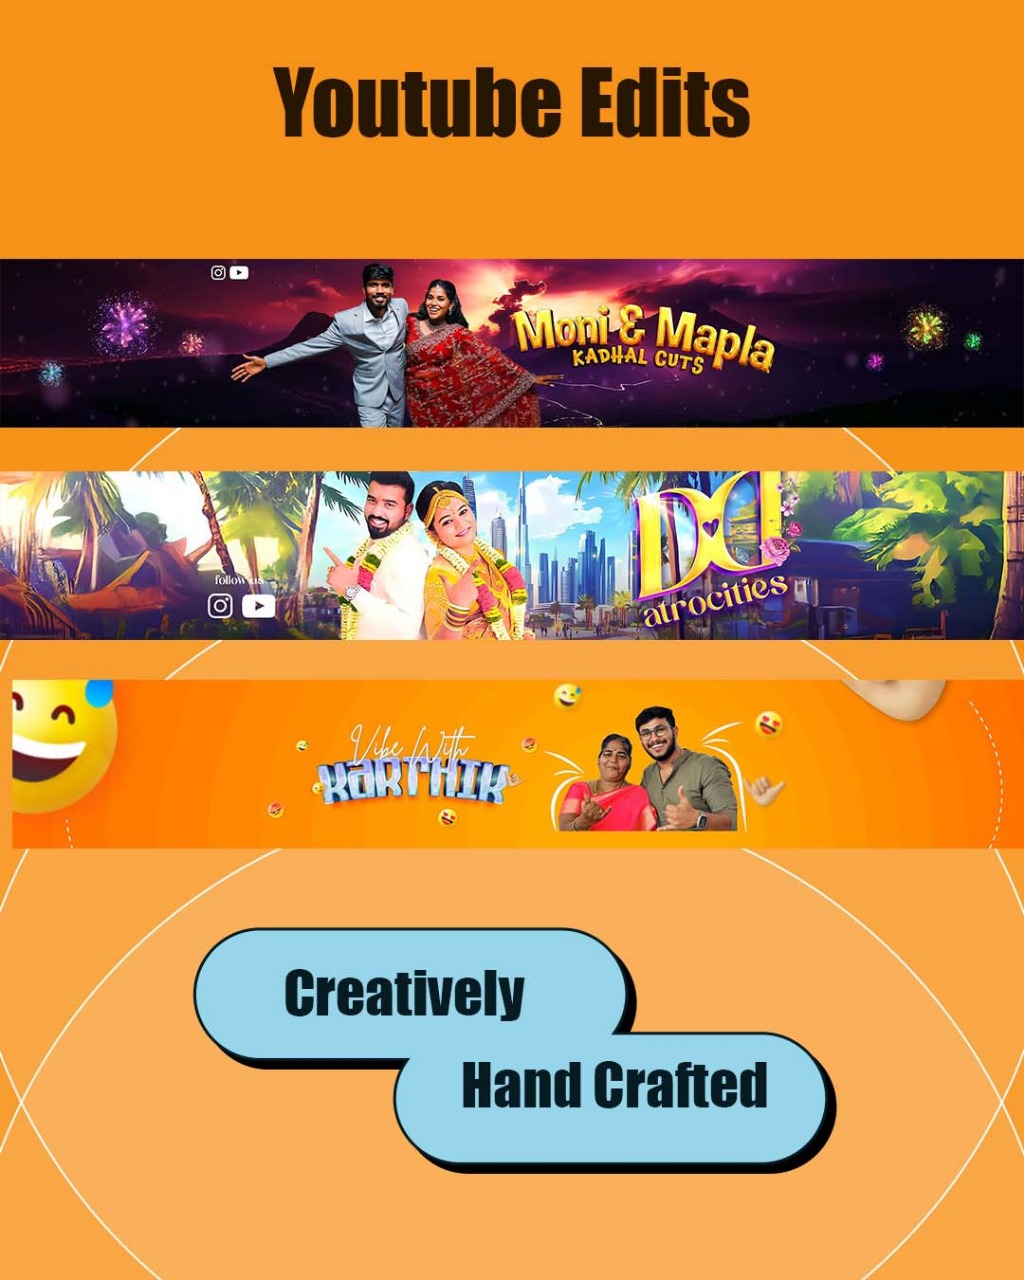 Youtube Edits
Moni & Mapla
KADHAL CUTS
follow us
DD
atrocities
Vibe With
KARTHIK
Creatively
Hand Crafted